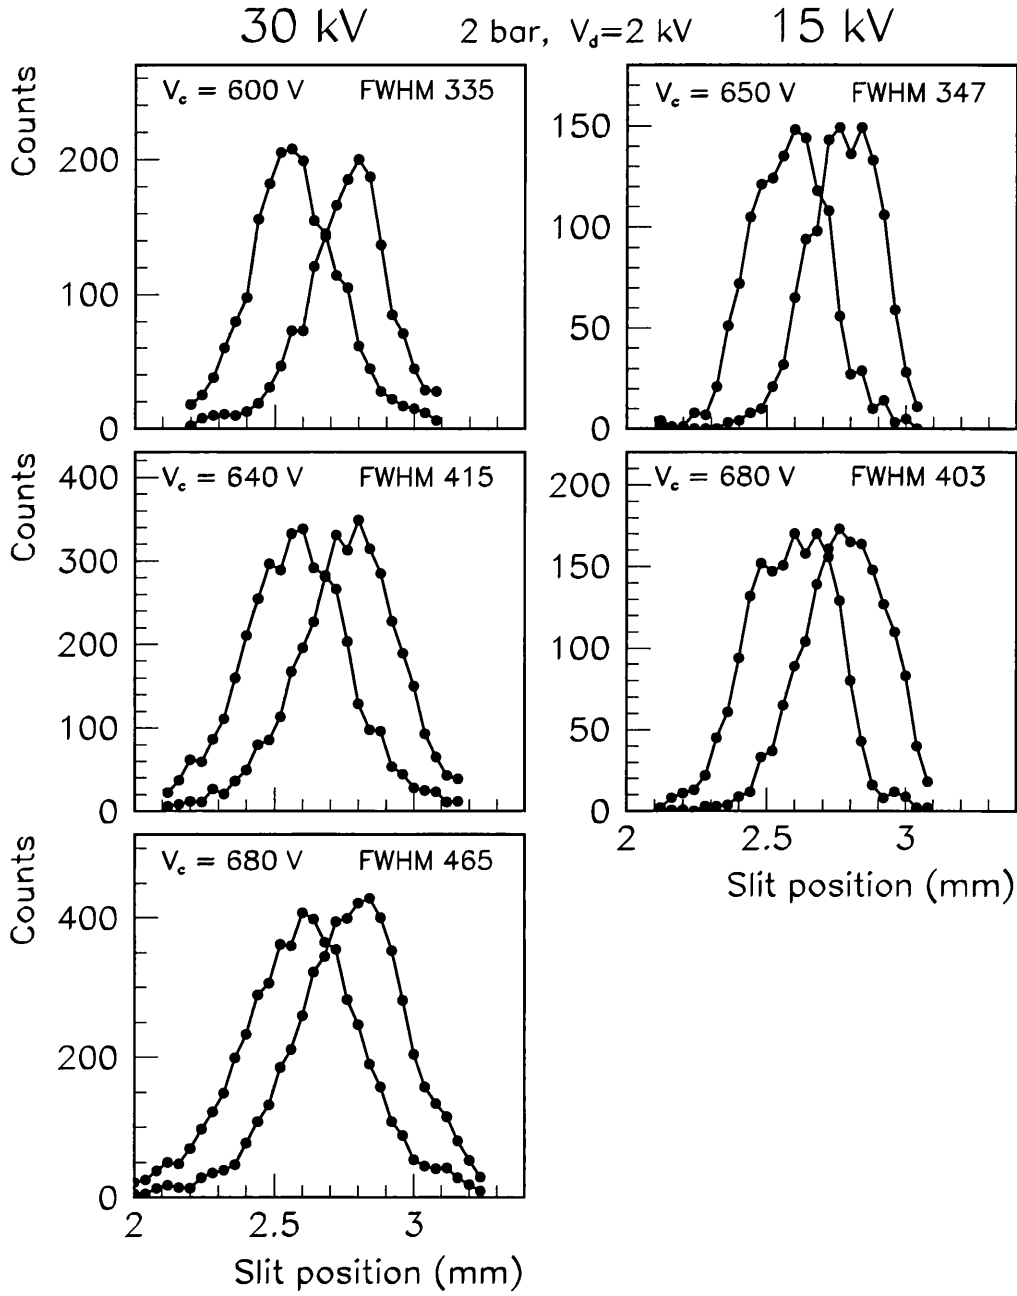 30 kV 2 bar, V_d=2 kV 15 kV
V_c = 600 V FWHM 335
Counts
200
100
0
V_c = 650 V FWHM 347
150
100
50
0
V_c = 640 V FWHM 415
Counts
400
300
200
100
0
V_c = 680 V FWHM 403
200
150
100
50
0
2 2.5 3
Slit position (mm)
V_c = 680 V FWHM 465
Counts
400
200
0
2 2.5 3
Slit position (mm)